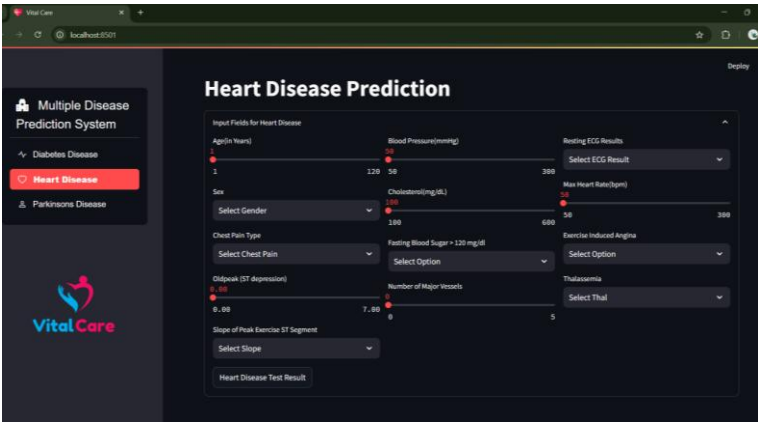 Vital Care
localhost:8501
Deploy
Multiple Disease
Prediction System
Diabetes Disease
Heart Disease
Parkinsons Disease
VitalCare
Heart Disease Prediction
Input Fields for Heart Disease
Age(in Years)
1
1 120
Sex
Select Gender
Chest Pain Type
Select Chest Pain
Oldpeak (ST depression)
0.00
0.00 7.00
Slope of Peak Exercise ST Segment
Select Slope
Heart Disease Test Result
Blood Pressure(mmHg)
50
50 300
Cholesterol(mg/dL)
100
100 600
Fasting Blood Sugar > 120 mg/dl
Select Option
Number of Major Vessels
0
0 5
Resting ECG Results
Select ECG Result
Max Heart Rate(bpm)
50
50 300
Exercise Induced Angina
Select Option
Thalassemia
Select Thal